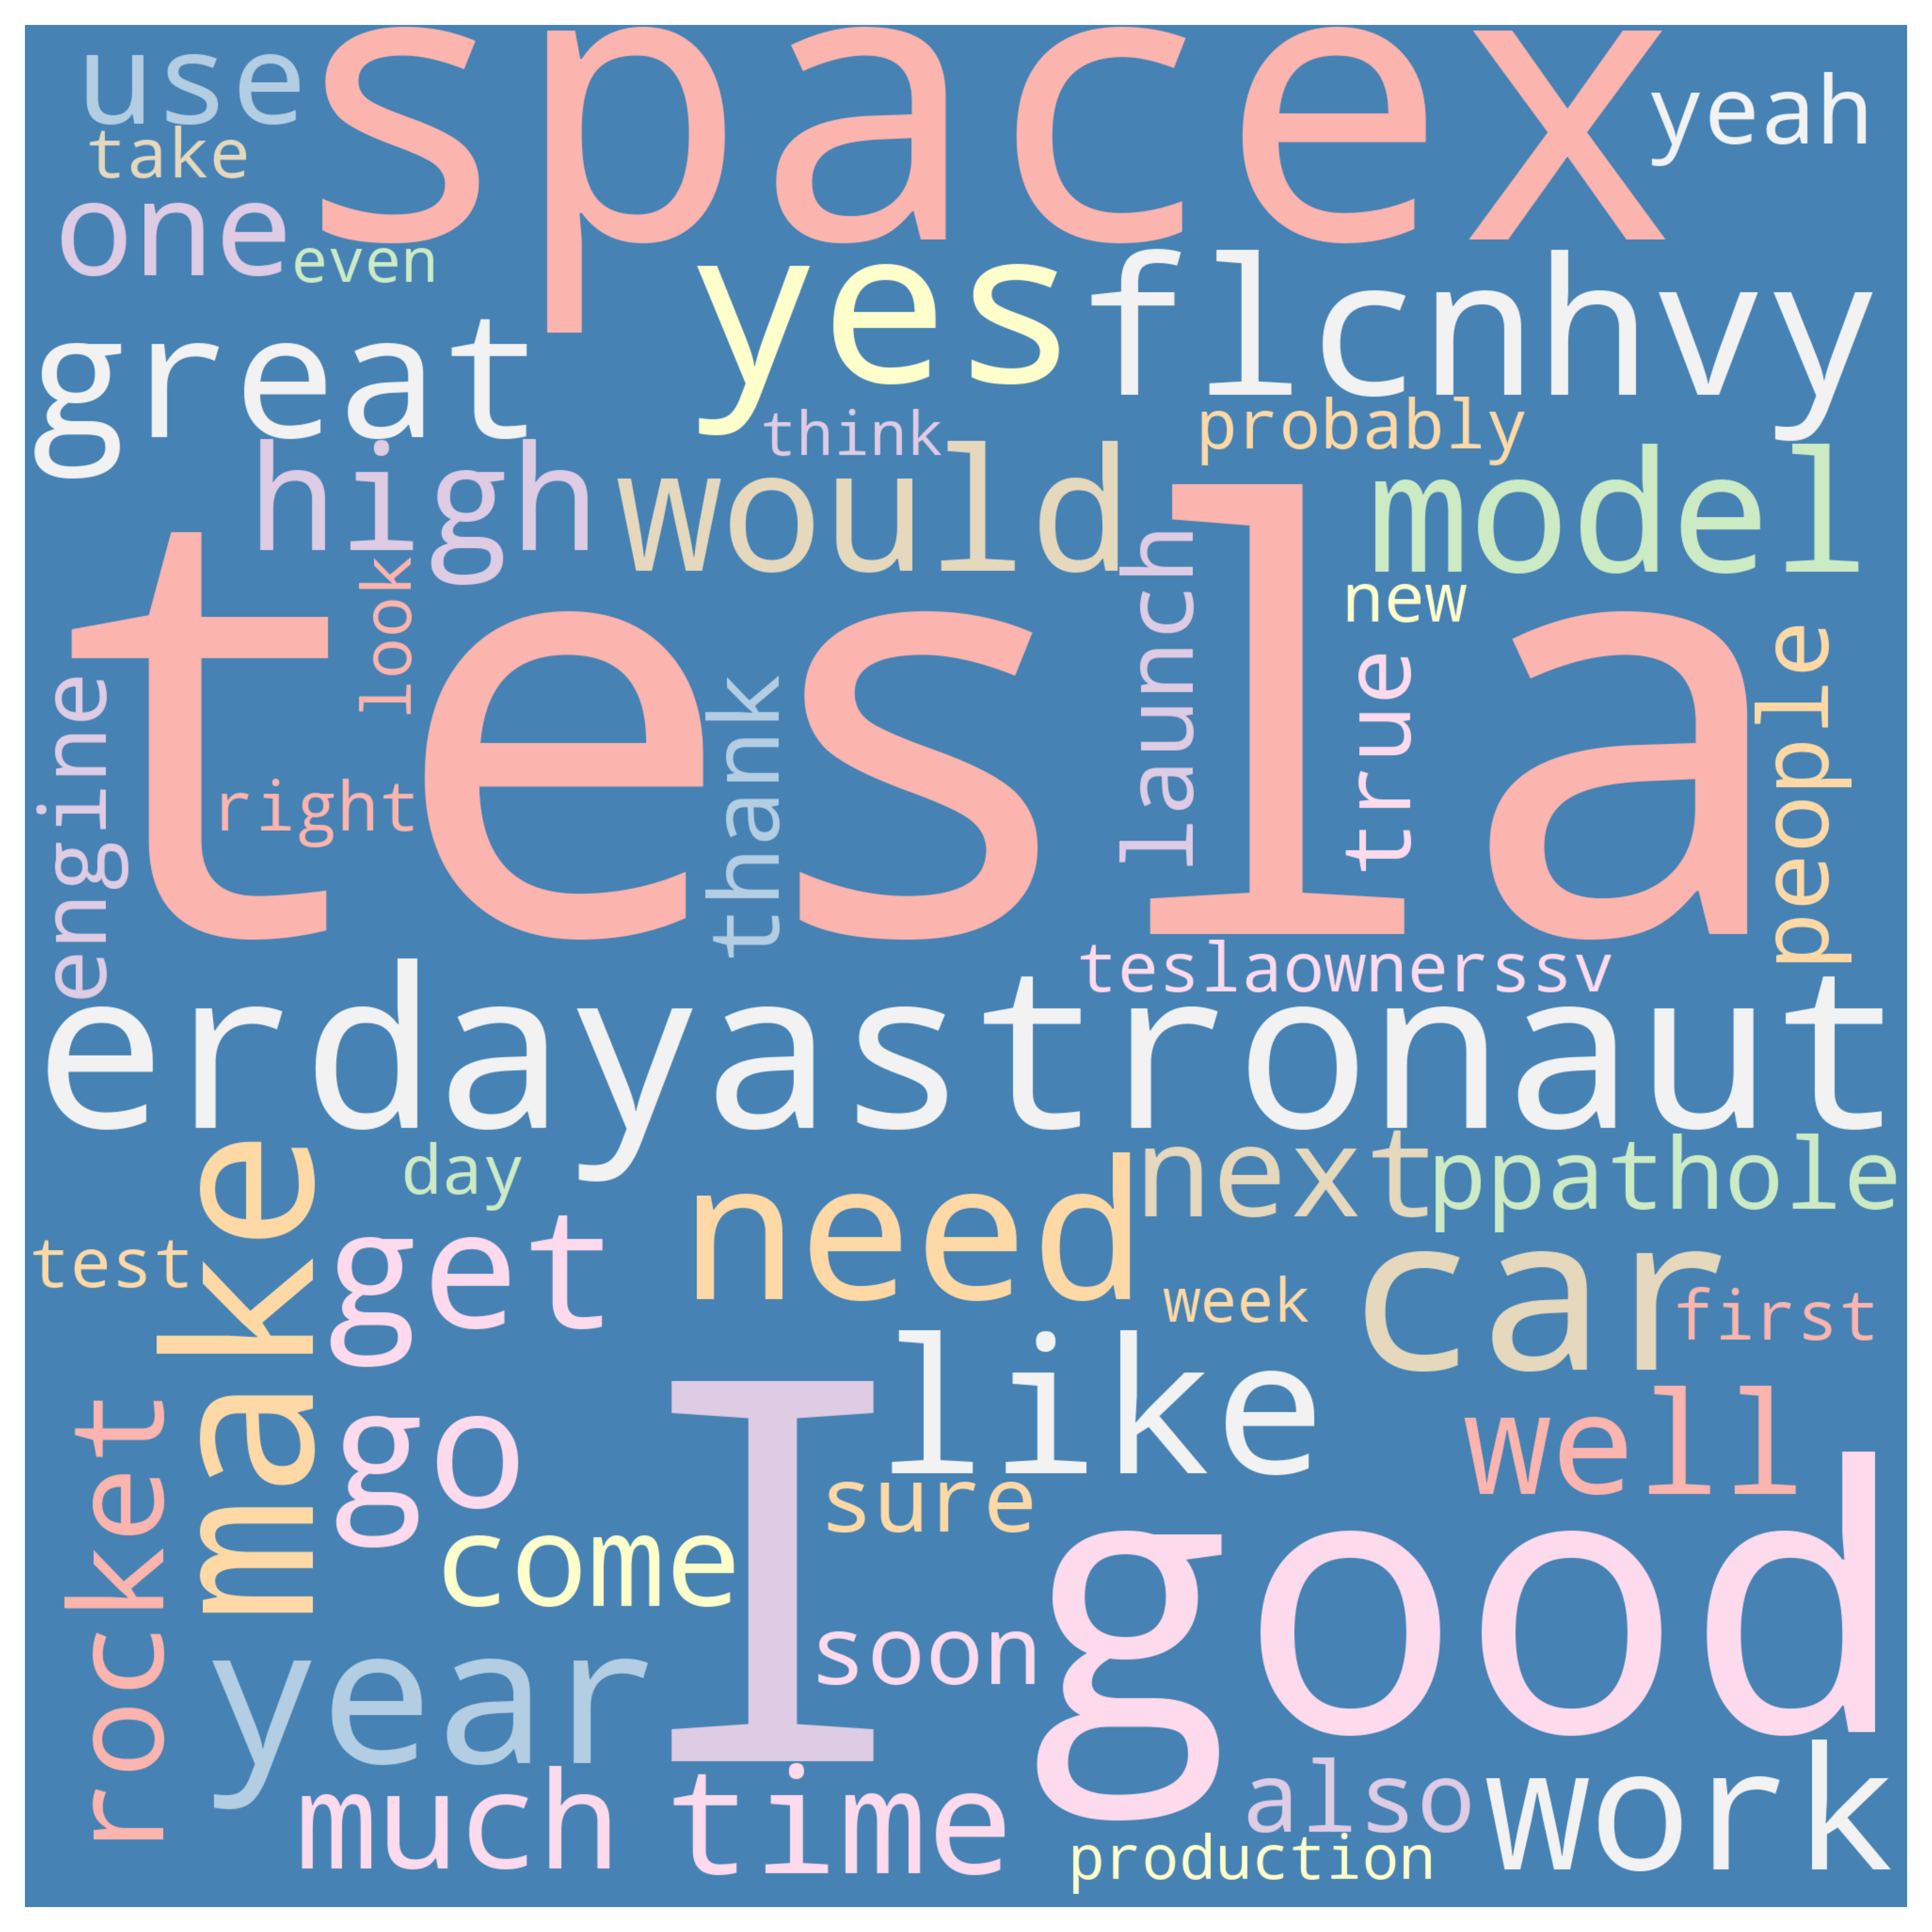 spacex
use
yeah
take
one
even
yes
flcnhvy
great
think
probably
high
would
model
look
launch
new
tesla
true
people
engine
thank
right
teslaownerssv
erdayastronaut
day
next
ppathole
make
need
test
get
week
car
first
I
like
rocket
go
well
sure
good
come
soon
year
much
time
also
work
production